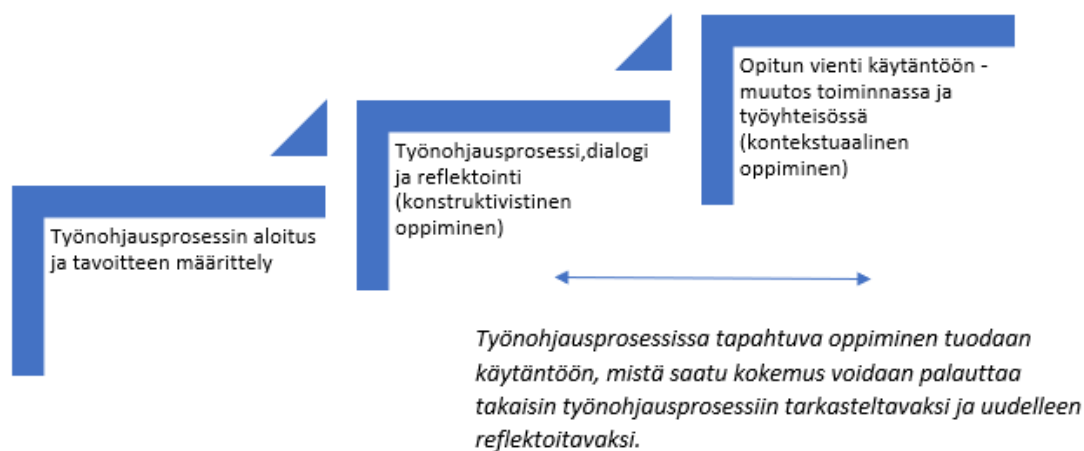 Työnohjausprosessin aloitus
ja tavoitteen määrittely
Työnohjausprosessi,dialogi
ja reflektointi
(konstruktivistinen
oppiminen)
Opitun vienti käytäntöön -
muutos toiminnassa ja
työyhteisössä
(kontekstuaalinen
oppiminen)
Työnohjausprosessissa tapahtuva oppiminen tuodaan
käytäntöön, mistä saatu kokemus voidaan palauttaa
takaisin työnohjausprosessiin tarkasteltavaksi ja uudelleen
reflektoitavaksi.